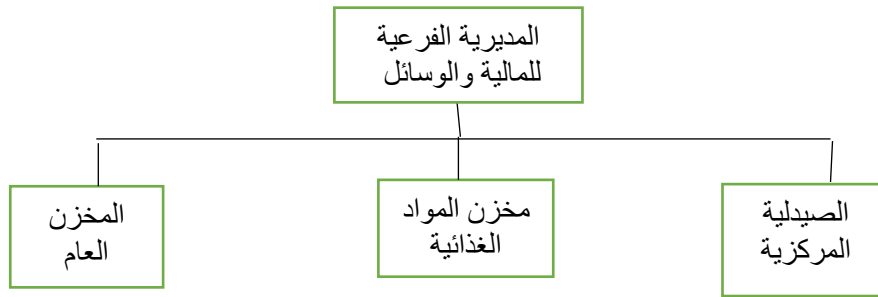 المديرية الفرعية
للمالية والوسائل
الصيدلية
المركزية
مخزن المواد
الغذائية
المخزن
العام